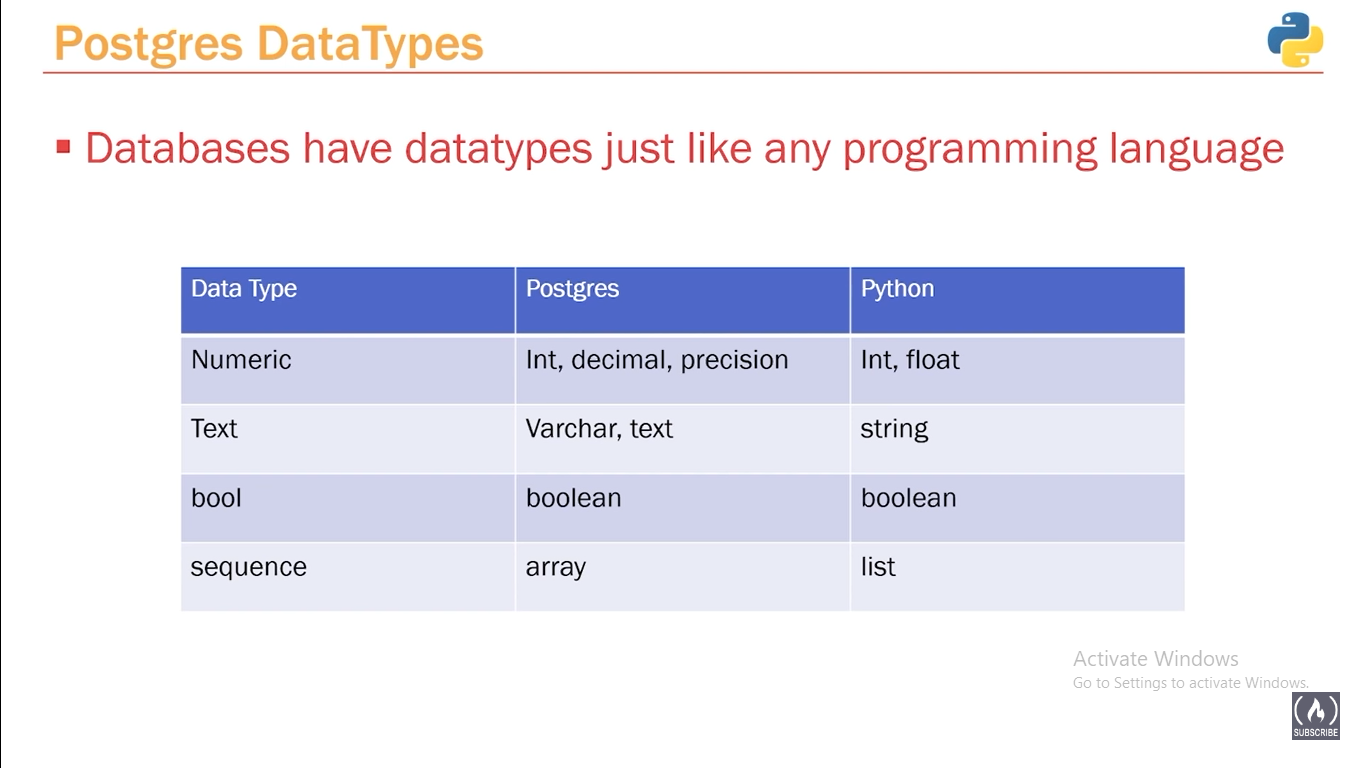 Postgres DataTypes
Databases have datatypes just like any programming language
Data Type Postgres Python
Numeric Int, decimal, precision Int, float
Text Varchar, text string
bool boolean boolean
sequence array list
Activate Windows
Go to Settings to activate Windows.
SUBSCRIBE